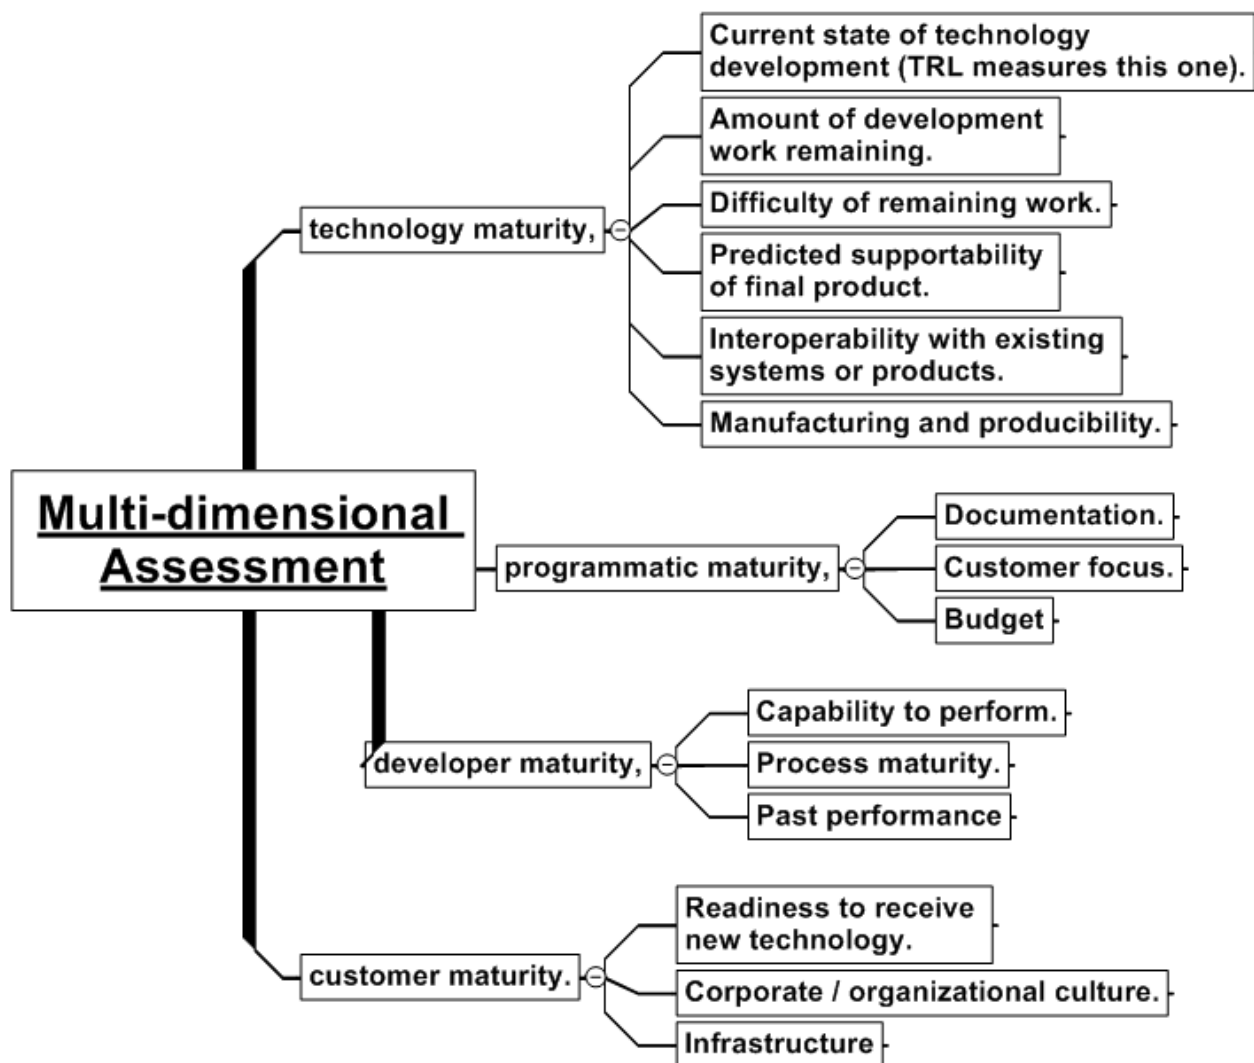 Current state of technology
development (TRL measures this one).
Amount of development
work remaining.
Difficulty of remaining work.
technology maturity,
Predicted supportability
of final product.
Interoperability with existing
systems or products.
Manufacturing and producibility.
Multi-dimensional
Assessment
programmatic maturity,
Documentation.
Customer focus.
Budget
developer maturity,
Capability to perform.
Process maturity.
Past performance
customer maturity.
Readiness to receive
new technology.
Corporate / organizational culture.
Infrastructure